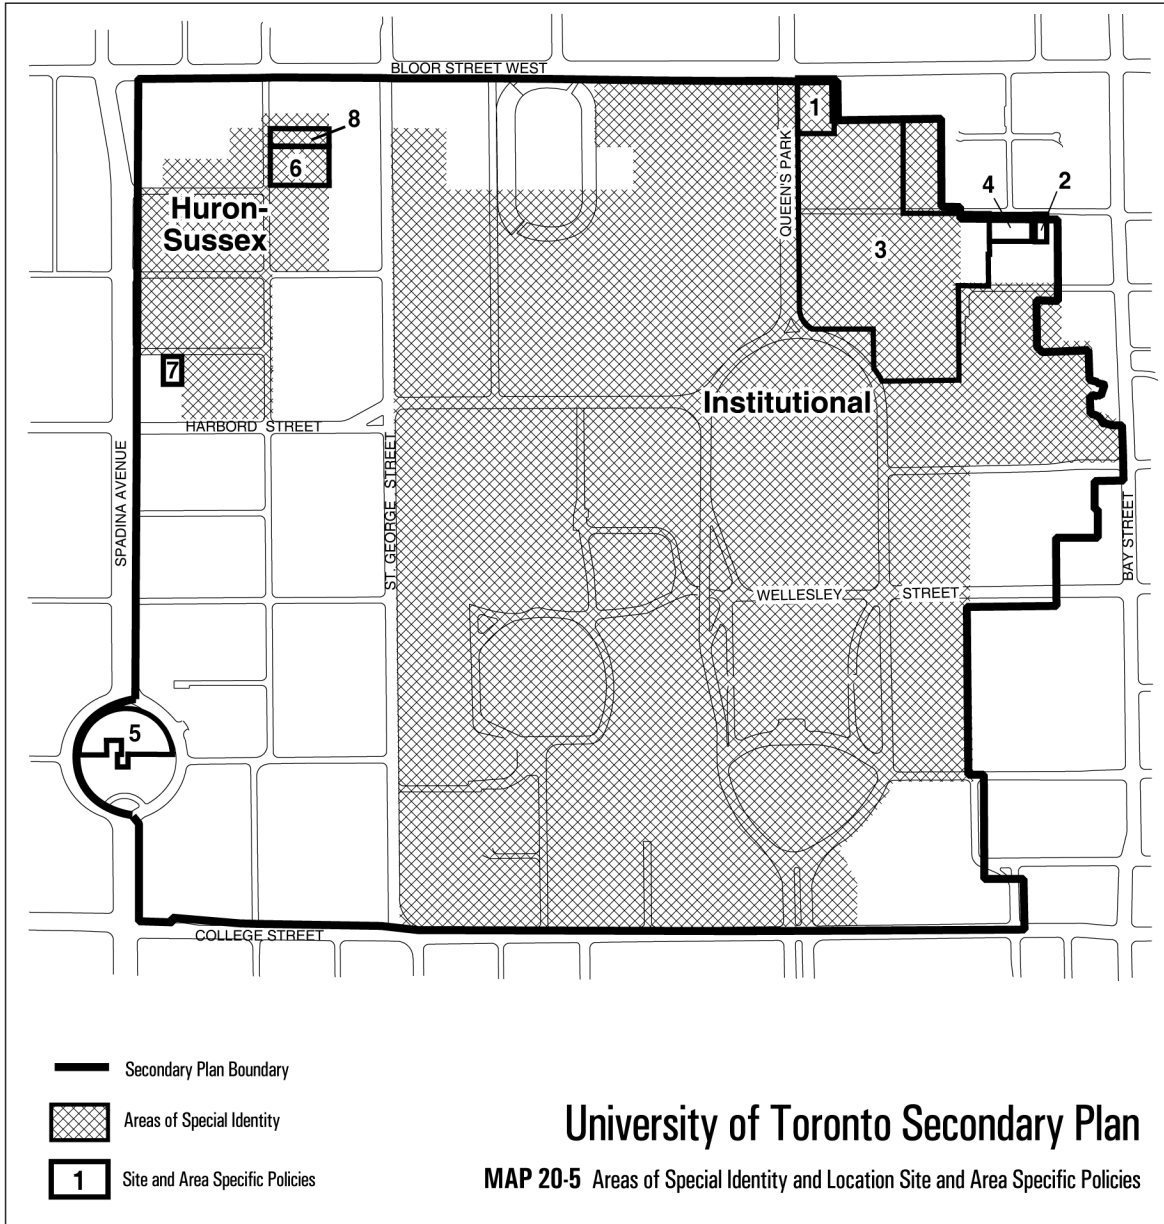 BLOOR STREET WEST
1
8
6
QUEEN'S PARK
4
2
Huron-
Sussex
3
7
Institutional
HARBORD STREET
SPADINA AVENUE
ST. GEORGE STREET
BAY STREET
WELLESLEY STREET
5
COLLEGE STREET
Secondary Plan Boundary
Areas of Special Identity
1 Site and Area Specific Policies
University of Toronto Secondary Plan
MAP 20-5 Areas of Special Identity and Location Site and Area Specific Policies